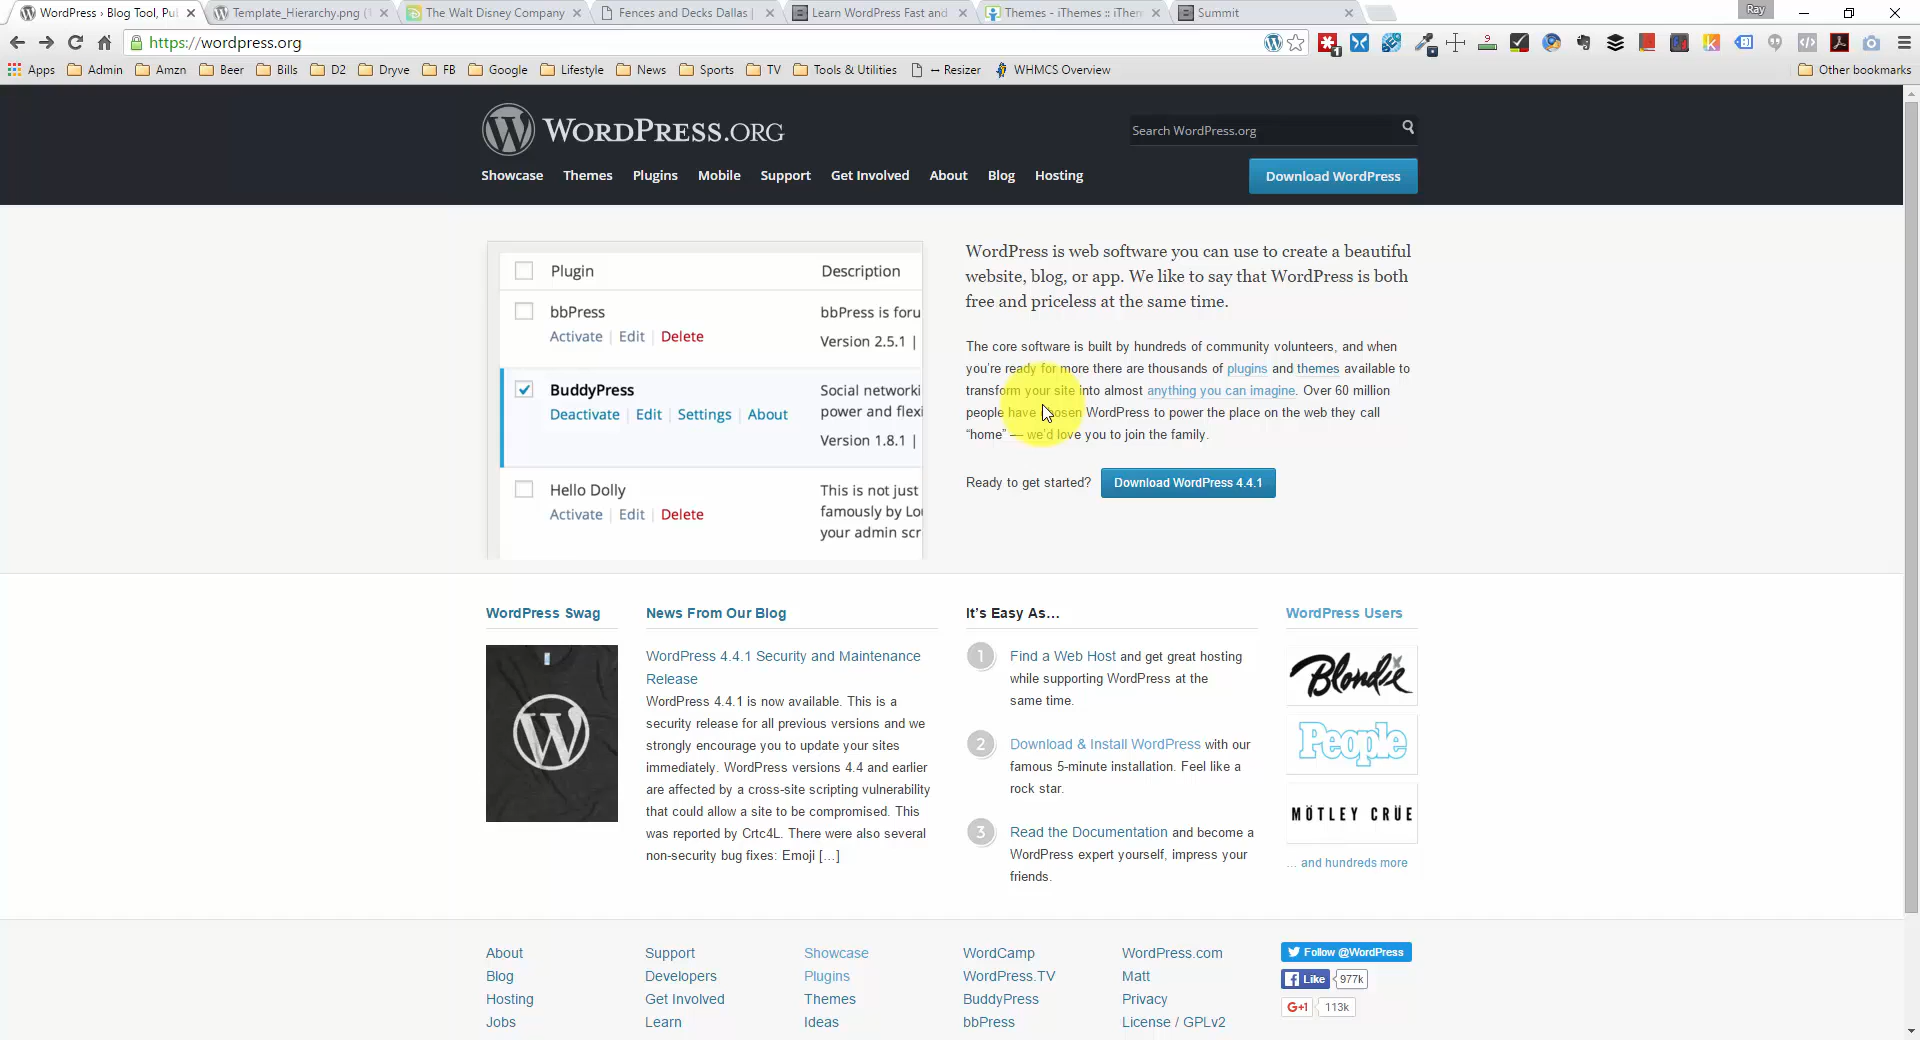 WordPress › Blog Tool, Pu
Template_Hierarchy.png (1
The Walt Disney Company
Fences and Decks Dallas |
Learn WordPress Fast and
Themes - iThemes :: iThem
Summit
Ray
https://wordpress.org
1
9
Apps
Admin
Amzn
Beer
Bills
D2
Dryve
FB
Google
Lifestyle
News
Sports
TV
Tools & Utilities
↔ Resizer
WHMCS Overview
Other bookmarks
WORDPRESS.ORG
Search WordPress.org
Showcase
Themes
Plugins
Mobile
Support
Get Involved
About
Blog
Hosting
Download WordPress
Plugin
Description
bbPress
Activate | Edit | Delete
bbPress is foru
Version 2.5.1 |
BuddyPress
Deactivate | Edit | Settings | About
Social networki
power and flexi
Version 1.8.1 |
Hello Dolly
Activate | Edit | Delete
This is not just
famously by Lou
your admin scr
WordPress is web software you can use to create a beautiful
website, blog, or app. We like to say that WordPress is both
free and priceless at the same time.
The core software is built by hundreds of community volunteers, and when
you’re ready for more there are thousands of plugins and themes available to
transform your site into almost anything you can imagine. Over 60 million
people have chosen WordPress to power the place on the web they call
“home” — we’d love you to join the family.
Ready to get started?
Download WordPress 4.4.1
WordPress Swag
News From Our Blog
WordPress 4.4.1 Security and Maintenance
Release
WordPress 4.4.1 is now available. This is a
security release for all previous versions and we
strongly encourage you to update your sites
immediately. WordPress versions 4.4 and earlier
are affected by a cross-site scripting vulnerability
that could allow a site to be compromised. This
was reported by Crtc4L. There were also several
non-security bug fixes: Emoji […]
It’s Easy As…
1
Find a Web Host and get great hosting
while supporting WordPress at the
same time.
2
Download & Install WordPress with our
famous 5-minute installation. Feel like a
rock star.
3
Read the Documentation and become a
WordPress expert yourself, impress your
friends.
WordPress Users
Blondie
People
MÖTLEY CRÜE
… and hundreds more
About
Blog
Hosting
Jobs
Support
Developers
Get Involved
Learn
Showcase
Plugins
Themes
Ideas
WordCamp
WordPress.TV
BuddyPress
bbPress
WordPress.com
Matt
Privacy
License / GPLv2
Follow @WordPress
Like
977k
G+1
113k